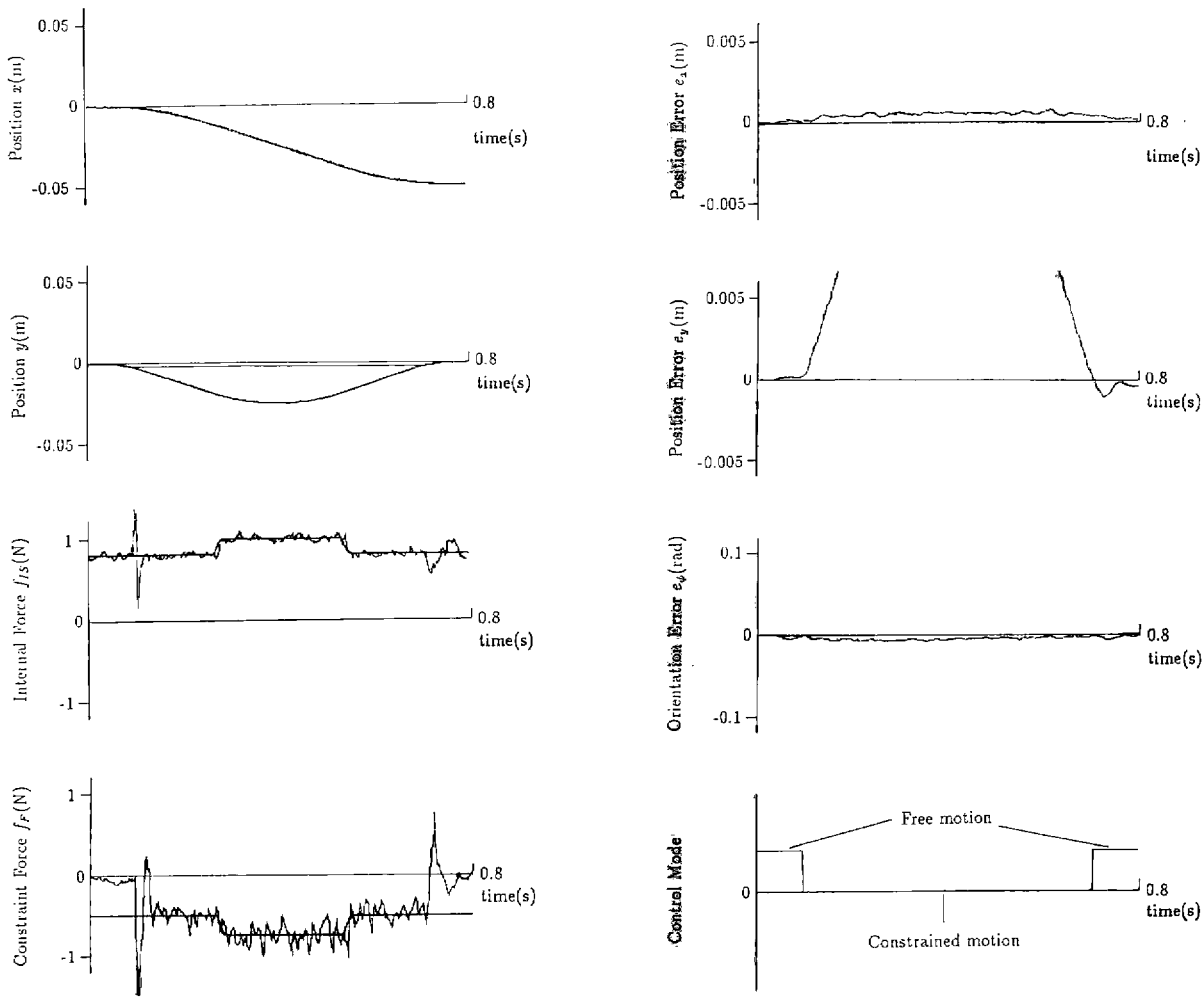 Position x(m)
0.05
0
-0.05
0.8
time(s)
Position Error eₓ(m)
0.005
0
-0.005
0.8
time(s)
Position y(m)
0.05
0
-0.05
0.8
time(s)
Position Error e_y(m)
0.005
0
-0.005
0.8
time(s)
Internal Force f_IS(N)
1
0
-1
0.8
time(s)
Orientation Error e_ψ(rad)
0.1
0
-0.1
0.8
time(s)
Constraint Force f_F(N)
1
0
-1
0.8
time(s)
Control Mode
0
Free motion
Constrained motion
0.8
time(s)